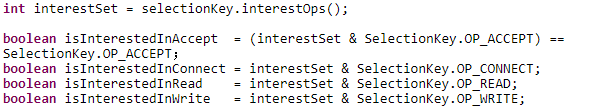 int interestSet = selectionKey.interestOps();
boolean isInterestedInAccept  = (interestSet & SelectionKey.OP_ACCEPT) ==
SelectionKey.OP_ACCEPT;
boolean isInterestedInConnect = interestSet & SelectionKey.OP_CONNECT;
boolean isInterestedInRead    = interestSet & SelectionKey.OP_READ;
boolean isInterestedInWrite   = interestSet & SelectionKey.OP_WRITE;